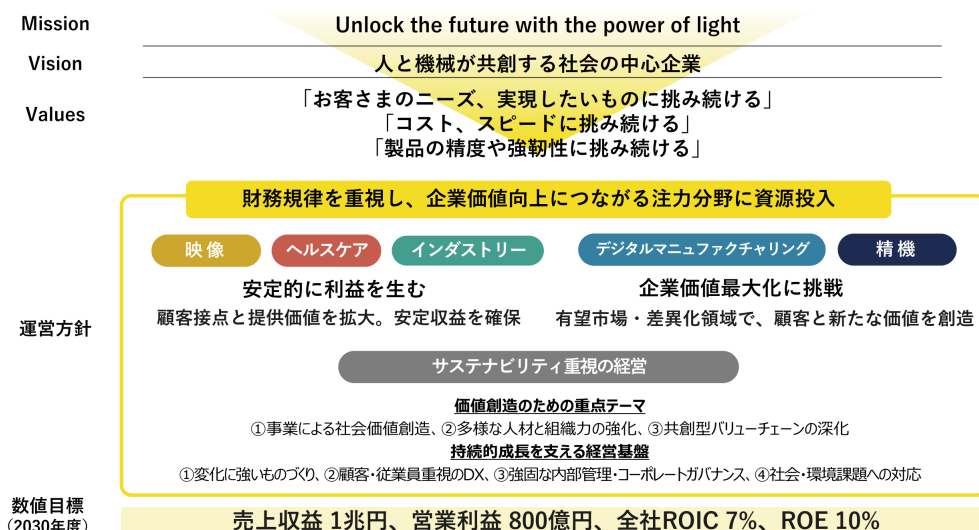 Mission
Unlock the future with the power of light
Vision
人と機械が共創する社会の中心企業
Values
「お客さまのニーズ、実現したいものに挑み続ける」
「コスト、スピードに挑み続ける」
「製品の精度や強靭性に挑み続ける」
財務規律を重視し、企業価値向上につながる注力分野に資源投入
映像
ヘルスケア
インダストリー
デジタルマニュファクチャリング
精機
安定的に利益を生む
企業価値最大化に挑戦
顧客接点と提供価値を拡大。安定収益を確保
有望市場・差異化領域で、顧客と新たな価値を創造
運営方針
サステナビリティ重視の経営
価値創造のための重点テーマ
①事業による社会価値創造、②多様な人材と組織力の強化、③共創型バリューチェーンの深化
持続的成長を支える経営基盤
①変化に強いものづくり、②顧客・従業員重視のDX、③強固な内部管理・コーポレートガバナンス、④社会・環境課題への対応
数値目標
（2030年度）
売上収益 1兆円、営業利益 800億円、全社ROIC 7%、ROE 10%